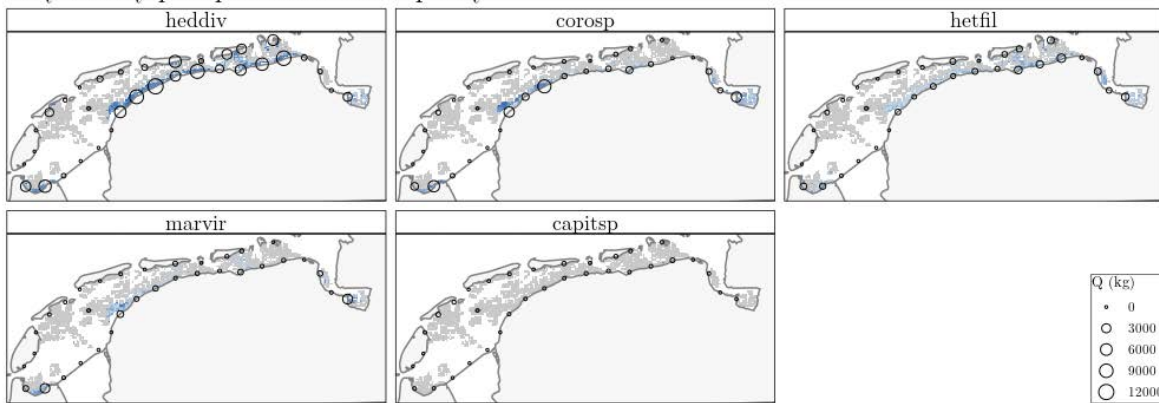 heddiv
corosp
hetfil
marvir
capitsp
Q (kg)
0
3000
6000
9000
12000